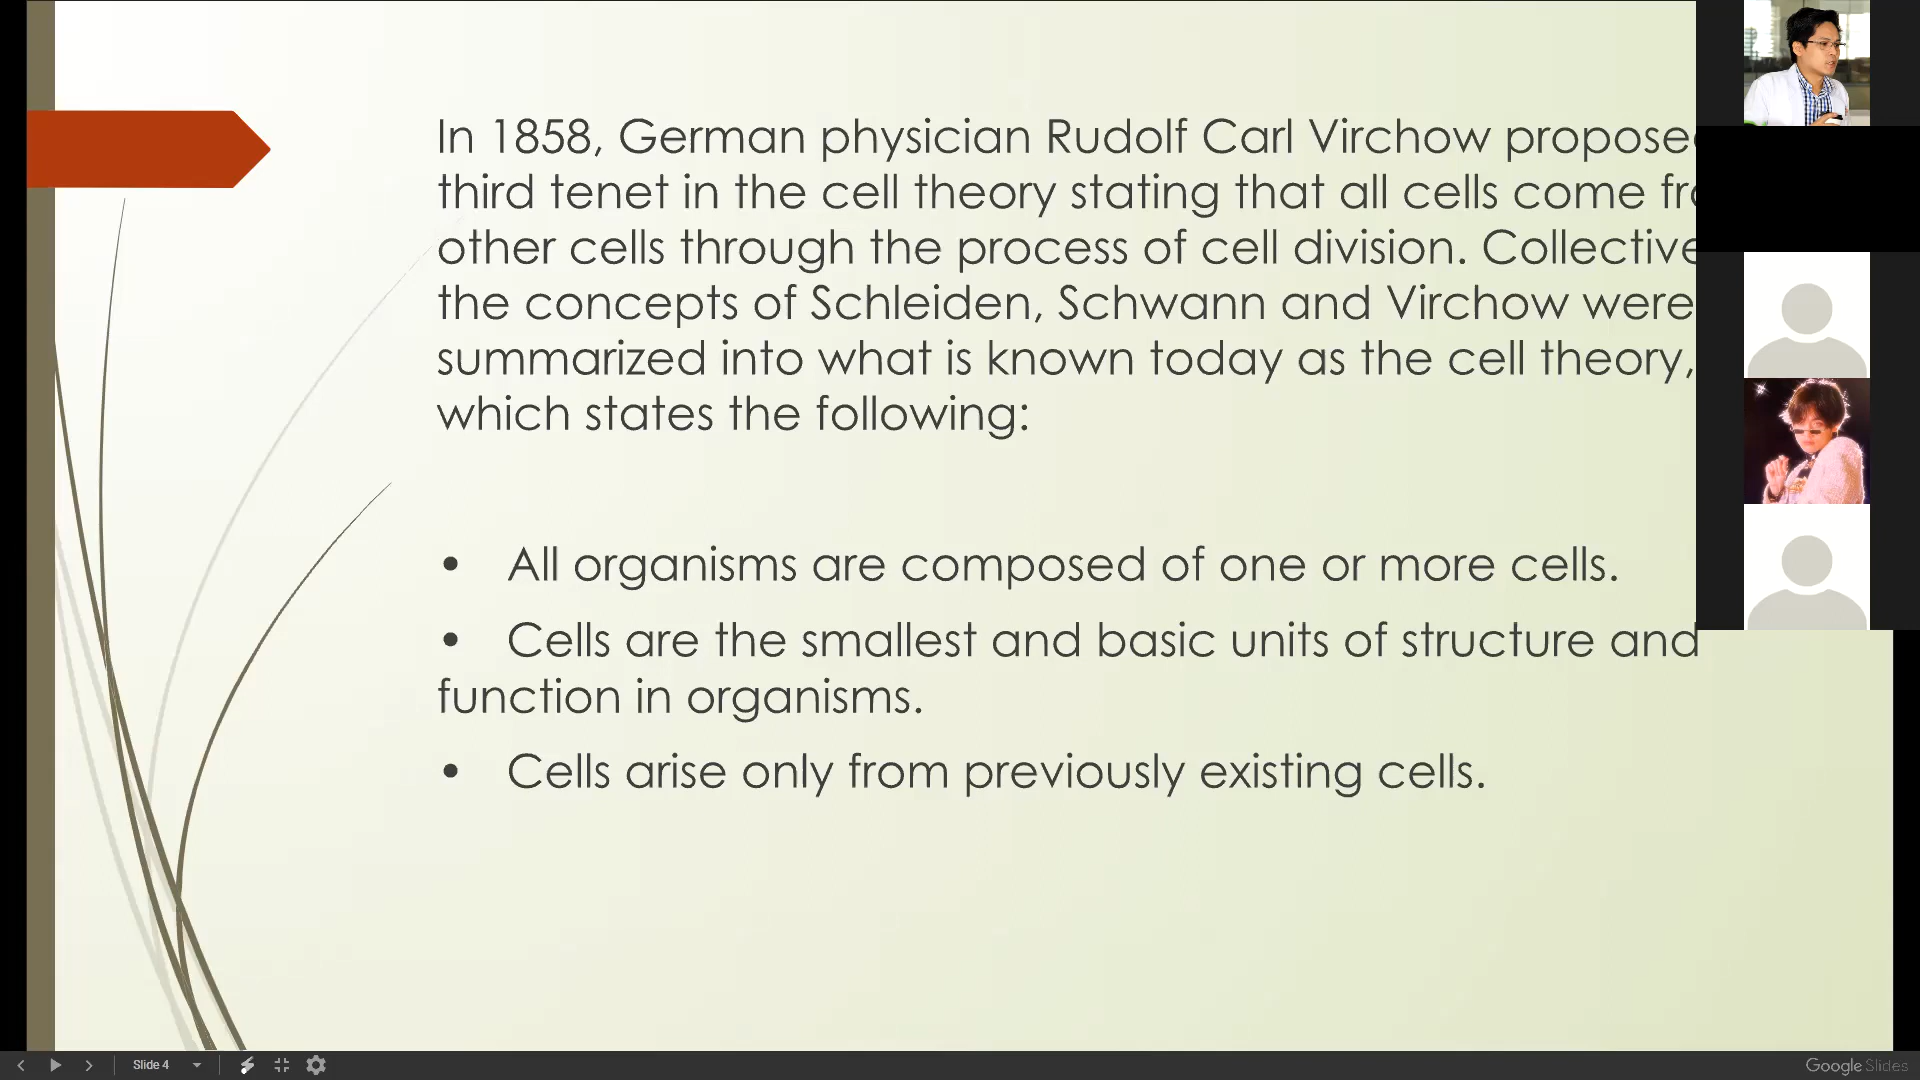 In 1858, German physician Rudolf Carl Virchow propose
third tenet in the cell theory stating that all cells come
other cells through the process of cell division. Collective
the concepts of Schleiden, Schwann and Virchow were
summarized into what is known today as the cell theory,
which states the following:
• All organisms are composed of one or more cells.
• Cells are the smallest and basic units of structure and
function in organisms.
• Cells arise only from previously existing cells.
Slide 4
Google Slides